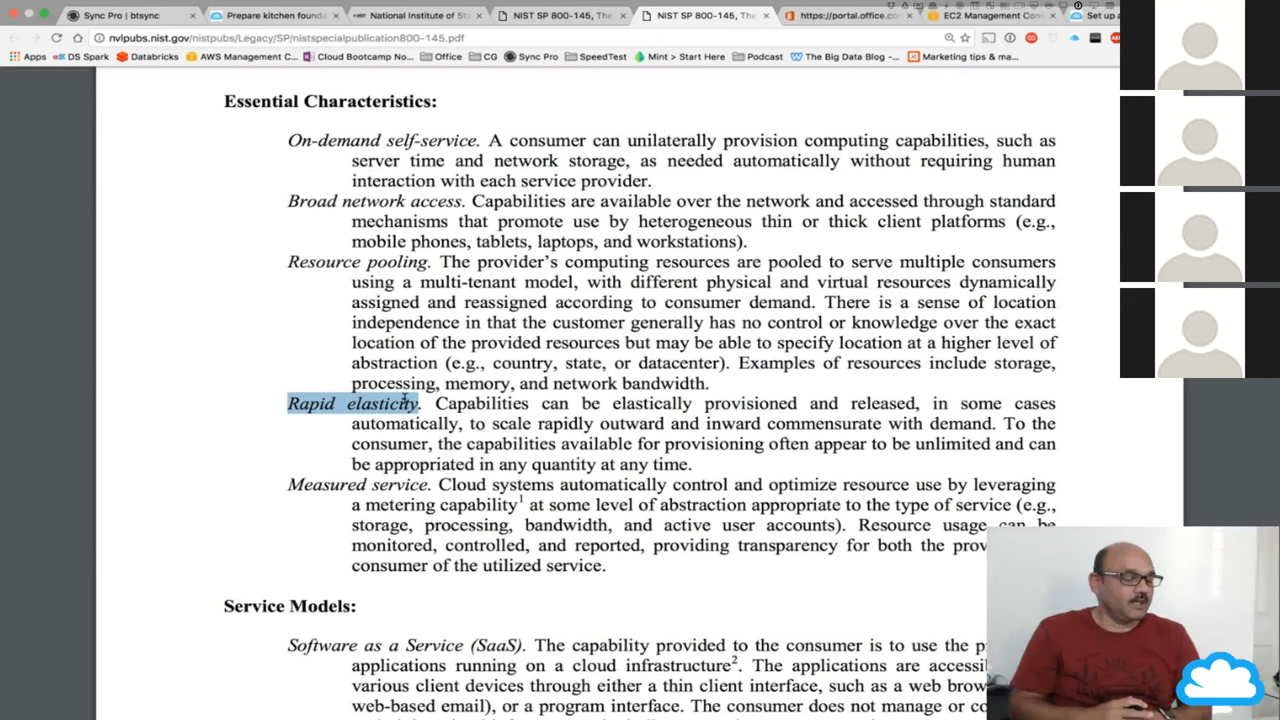 Sync Pro | btsync
Prepare kitchen founda
National Institute of Sta
NIST SP 800-145, The
NIST SP 800-145, The
https://portal.office.co
EC2 Management Con
Set up a
nvlpubs.nist.gov/nistpubs/Legacy/SP/nistspecialpublication800-145.pdf
Apps
DS Spark
Databricks
AWS Management C...
Cloud Bootcamp No...
Office
CG
Sync Pro
SpeedTest
Mint > Start Here
Podcast
The Big Data Blog -...
Marketing tips & ma...
Essential Characteristics:
On-demand self-service. A consumer can unilaterally provision computing capabilities, such as
server time and network storage, as needed automatically without requiring human
interaction with each service provider.
Broad network access. Capabilities are available over the network and accessed through standard
mechanisms that promote use by heterogeneous thin or thick client platforms (e.g.,
mobile phones, tablets, laptops, and workstations).
Resource pooling. The provider's computing resources are pooled to serve multiple consumers
using a multi-tenant model, with different physical and virtual resources dynamically
assigned and reassigned according to consumer demand. There is a sense of location
independence in that the customer generally has no control or knowledge over the exact
location of the provided resources but may be able to specify location at a higher level of
abstraction (e.g., country, state, or datacenter). Examples of resources include storage,
processing, memory, and network bandwidth.
Rapid elasticity. Capabilities can be elastically provisioned and released, in some cases
automatically, to scale rapidly outward and inward commensurate with demand. To the
consumer, the capabilities available for provisioning often appear to be unlimited and can
be appropriated in any quantity at any time.
Measured service. Cloud systems automatically control and optimize resource use by leveraging
a metering capability1 at some level of abstraction appropriate to the type of service (e.g.,
storage, processing, bandwidth, and active user accounts). Resource usage can be
monitored, controlled, and reported, providing transparency for both the prov
consumer of the utilized service.
Service Models:
Software as a Service (SaaS). The capability provided to the consumer is to use the p
applications running on a cloud infrastructure2. The applications are accessi
various client devices through either a thin client interface, such as a web brow
web-based email), or a program interface. The consumer does not manage or co